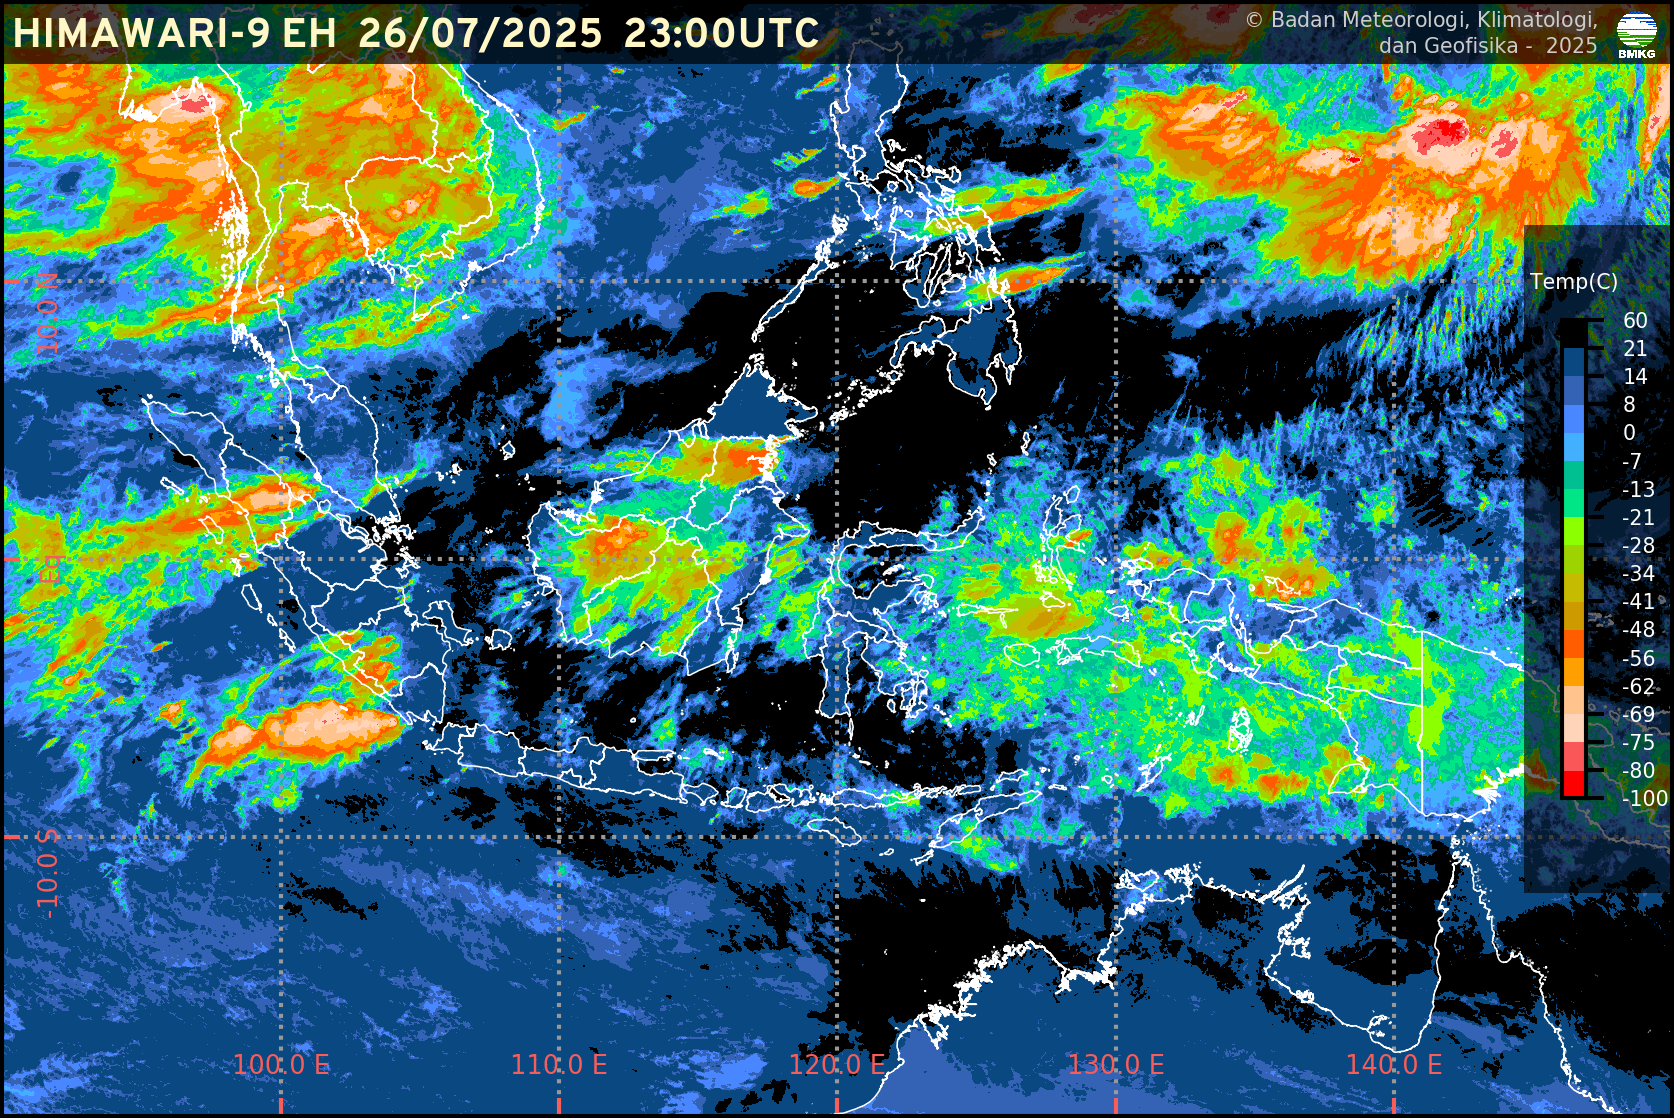 HIMAWARI-9 EH 26/07/2025 23:00UTC
© Badan Meteorologi, Klimatologi,
dan Geofisika - 2025
BMKG
10.0 N
Eq
-10.0 S
Temp(C)
60
21
14
8
0
-7
-13
-21
-28
-34
-41
-48
-56
-62
-69
-75
-80
-100
100.0 E
110.0 E
120.0 E
130.0 E
140.0 E